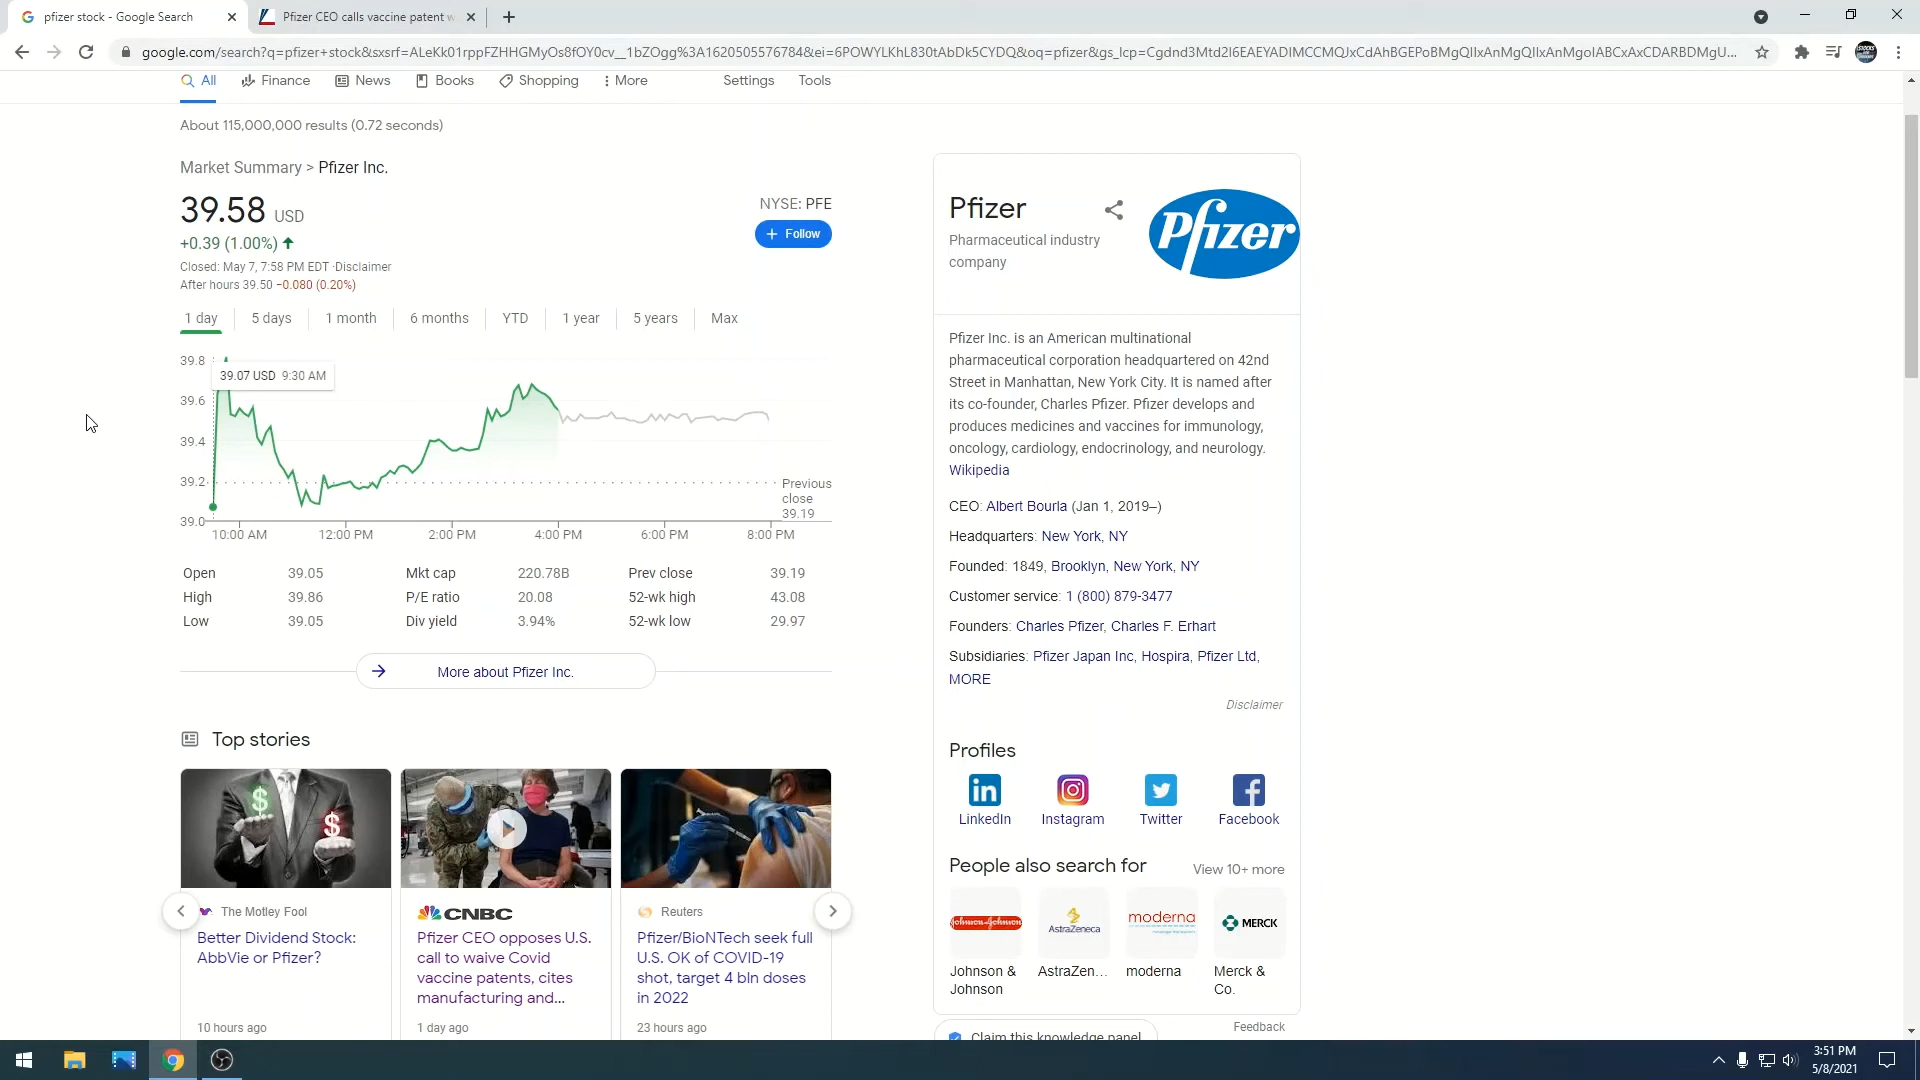 pfizer stock - Google Search
Pfizer CEO calls vaccine patent w
google.com/search?q=pfizer+stock&sxsrf=ALeKk01rppFZHHGMyOs8fOY0cv__1bZOgg%3A1620505576784&ei=6POWYLKhL830tAbDk5CYDQ&oq=pfizer&gs_lcp=Cgdnd3Mtd2l6EAEYADIMCCMQJxCdAhBGEPoBMgQIIxAnMgQIIxAnMgoIABCxAxCDARBDMgU...
All
Finance
News
Books
Shopping
More
Settings
Tools
About 115,000,000 results (0.72 seconds)
Market Summary > Pfizer Inc.
39.58 USD
NYSE: PFE
+0.39 (1.00%)
Follow
Closed: May 7, 7:58 PM EDT ·Disclaimer
After hours 39.50 −0.080 (0.20%)
1 day
5 days
1 month
6 months
YTD
1 year
5 years
Max
39.8
39.07 USD 9:30 AM
39.6
39.4
39.2
39.0
Previous
close
39.19
10:00 AM
12:00 PM
2:00 PM
4:00 PM
6:00 PM
8:00 PM
Open 39.05 Mkt cap 220.78B Prev close 39.19
High 39.86 P/E ratio 20.08 52-wk high 43.08
Low 39.05 Div yield 3.94% 52-wk low 29.97
More about Pfizer Inc.
Top stories
The Motley Fool
Better Dividend Stock:
AbbVie or Pfizer?
10 hours ago
CNBC
Pfizer CEO opposes U.S.
call to waive Covid
vaccine patents, cites
manufacturing and...
1 day ago
Reuters
Pfizer/BioNTech seek full
U.S. OK of COVID-19
shot, target 4 bln doses
in 2022
23 hours ago
Pfizer
Pharmaceutical industry
company
Pfizer
Pfizer Inc. is an American multinational
pharmaceutical corporation headquartered on 42nd
Street in Manhattan, New York City. It is named after
its co-founder, Charles Pfizer. Pfizer develops and
produces medicines and vaccines for immunology,
oncology, cardiology, endocrinology, and neurology.
Wikipedia
CEO: Albert Bourla (Jan 1, 2019–)
Headquarters: New York, NY
Founded: 1849, Brooklyn, New York, NY
Customer service: 1 (800) 879-3477
Founders: Charles Pfizer, Charles F. Erhart
Subsidiaries: Pfizer Japan Inc, Hospira, Pfizer Ltd,
MORE
Disclaimer
Profiles
LinkedIn
Instagram
Twitter
Facebook
People also search for
View 10+ more
Johnson & Johnson
AstraZeneca
moderna
MERCK
Johnson &
Johnson
AstraZen...
moderna
Merck &
Co.
Feedback
Claim this knowledge panel
3:51 PM
5/8/2021